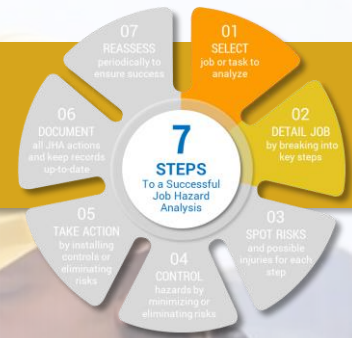 7
STEPS
To a Successful
Job Hazard
Analysis
01
SELECT
job or task to
analyze
02
DETAIL JOB
by breaking into
key steps
03
SPOT RISKS
and possible
injuries for each
step
04
CONTROL
hazards by
minimizing or
eliminating risks
05
TAKE ACTION
by installing
controls or
eliminating
risks
06
DOCUMENT
all JHA actions
and keep records
up-to-date
07
REASSESS
periodically to
ensure success